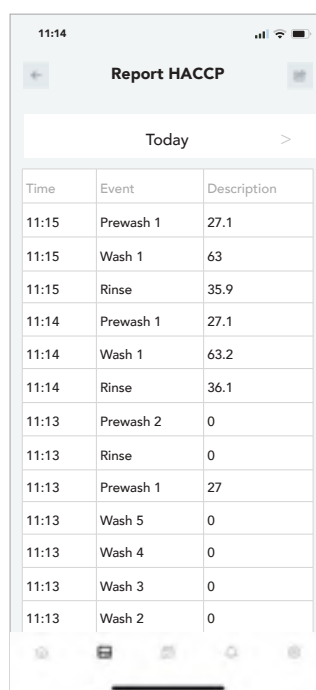 11:14
Report HACCP
Today >
Time Event Description
11:15 Prewash 1 27.1
11:15 Wash 1 63
11:15 Rinse 35.9
11:14 Prewash 1 27.1
11:14 Wash 1 63.2
11:14 Rinse 36.1
11:13 Prewash 2 0
11:13 Rinse 0
11:13 Prewash 1 27
11:13 Wash 5 0
11:13 Wash 4 0
11:13 Wash 3 0
11:13 Wash 2 0